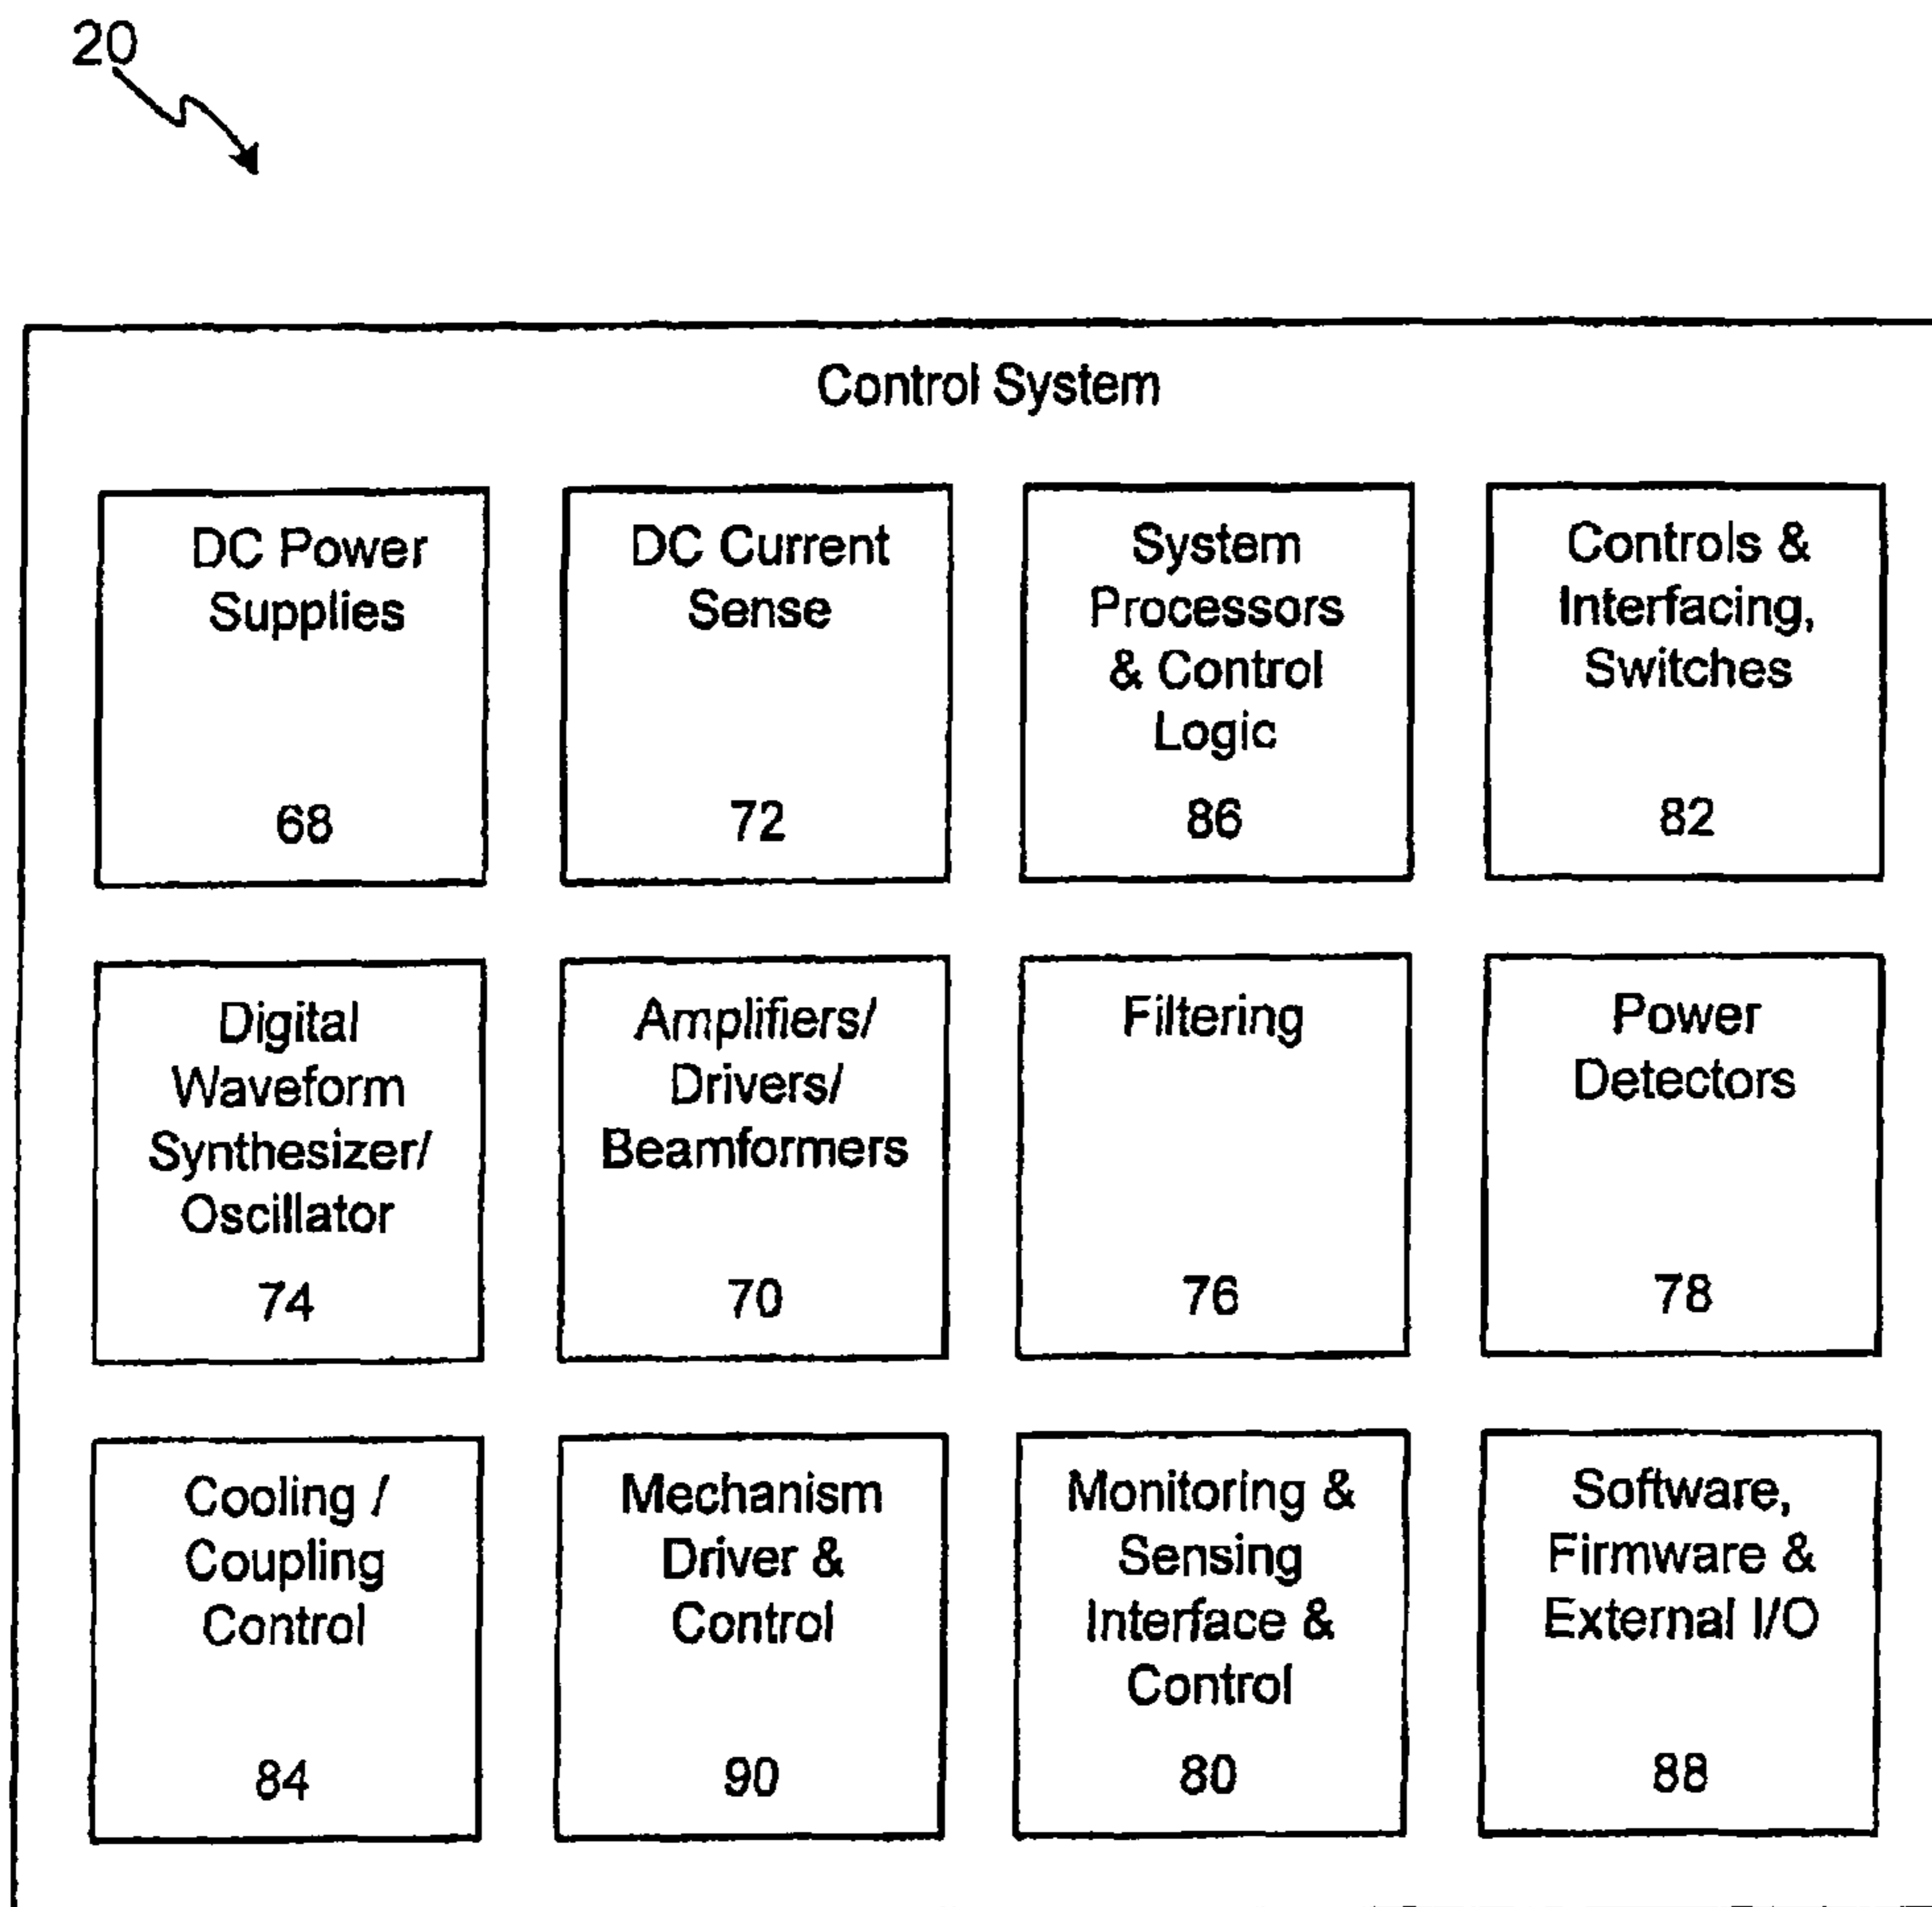 20
Control System
DC Power
Supplies
68
DC Current
Sense
72
System
Processors
& Control
Logic
86
Controls &
Interfacing,
Switches
82
Digital
Waveform
Synthesizer/
Oscillator
74
Amplifiers/
Drivers/
Beamformers
70
Filtering
76
Power
Detectors
78
Cooling /
Coupling
Control
84
Mechanism
Driver &
Control
90
Monitoring &
Sensing
Interface &
Control
80
Software,
Firmware &
External I/O
88